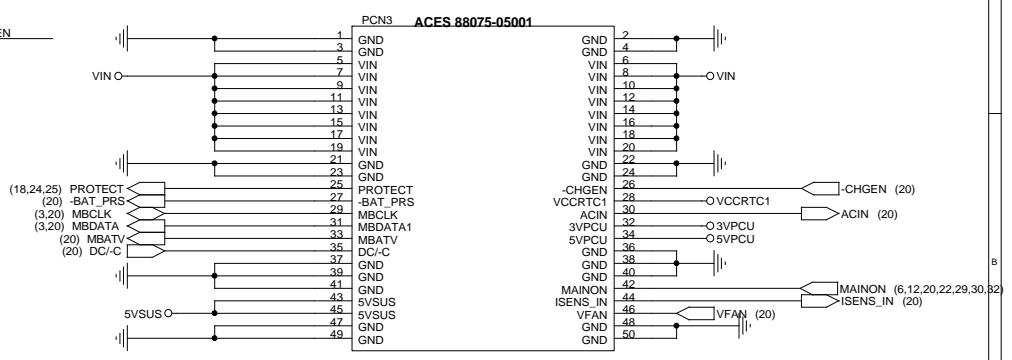 EN
PCN3 ACES 88075-05001
1 GND GND 2
3 GND GND 4
5 VIN VIN 6
VIN 7 VIN VIN 8 VIN
9 VIN VIN 10
11 VIN VIN 12
13 VIN VIN 14
15 VIN VIN 16
17 VIN VIN 18
19 VIN VIN 20
21 GND GND 22
23 GND GND 24
(18,24,25) PROTECT 25 PROTECT -CHGEN 26 -CHGEN (20)
(20) -BAT_PRS 27 -BAT_PRS VCCRTC1 28 VCCRTC1
(3,20) MBCLK 29 MBCLK ACIN 30 ACIN (20)
(3,20) MBDATA 31 MBDATA1 3VPCU 32 3VPCU
(20) MBATV 33 MBATV 5VPCU 34 5VPCU
(20) DC/-C 35 DC/-C GND 36
37 GND GND 38
39 GND GND 40
41 GND MAINON 42 MAINON (6,12,20,22,29,30,32)
43 5VSUS ISENS_IN 44 ISENS_IN (20)
5VSUS 45 5VSUS VFAN 46 VFAN (20)
47 GND GND 48
49 GND GND 50
B